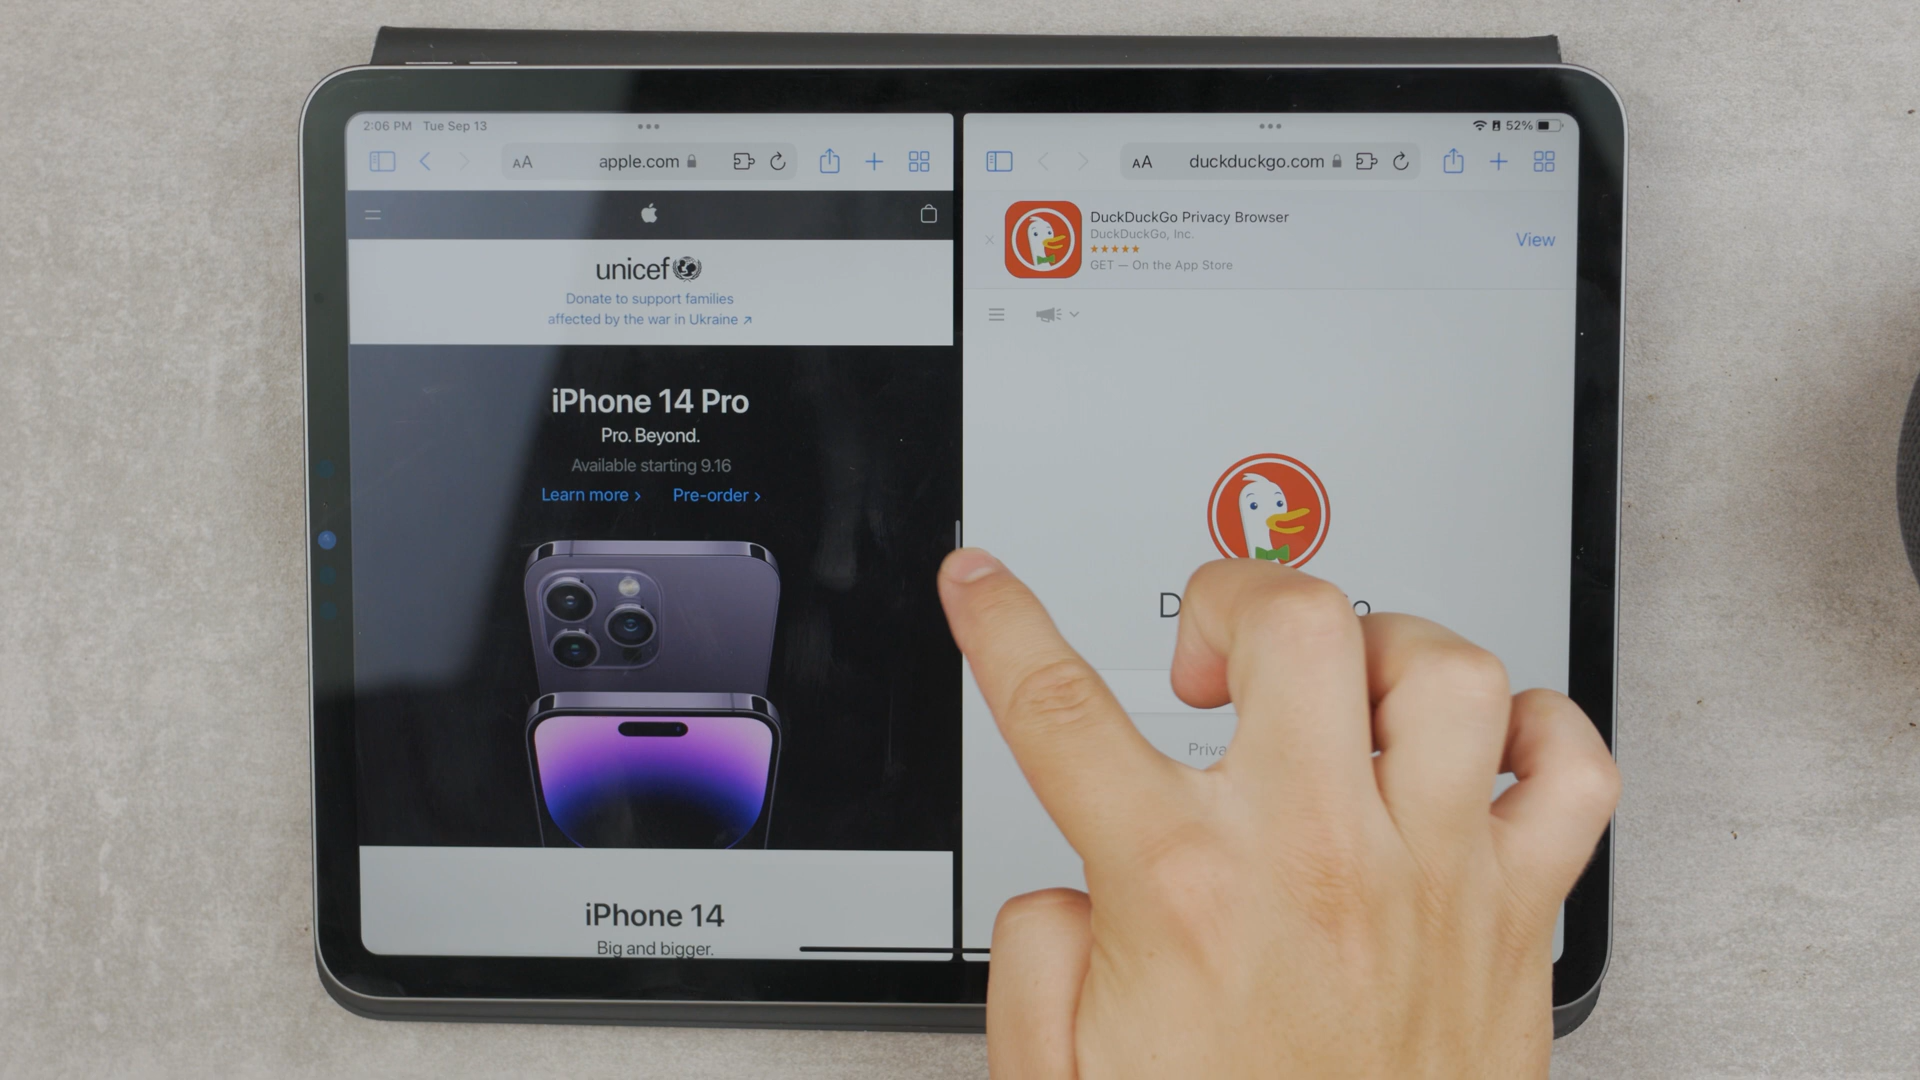 2:06 PM Tue Sep 13
AA apple.com
unicef
Donate to support families
affected by the war in Ukraine ↗
iPhone 14 Pro
Pro. Beyond.
Available starting 9.16
Learn more >
Pre-order >
iPhone 14
Big and bigger.
52%
AA duckduckgo.com
DuckDuckGo Privacy Browser
DuckDuckGo, Inc.
GET — On the App Store
View